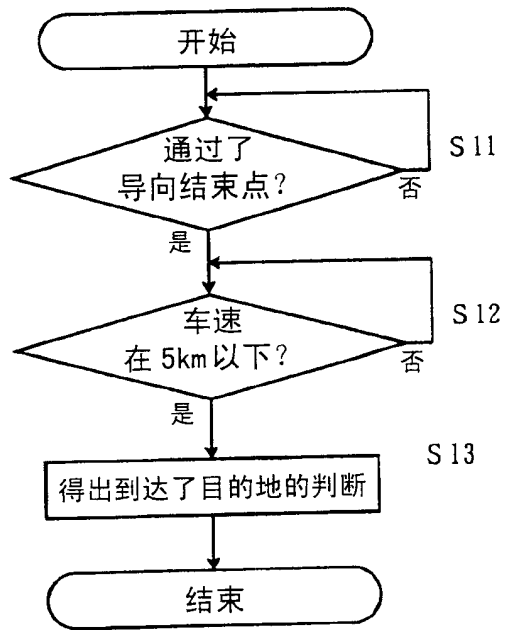 开始
通过了
导向结束点?
S11
否
是
车速
在5km以下?
S12
否
是
S13
得出到达了目的地的判断
结束